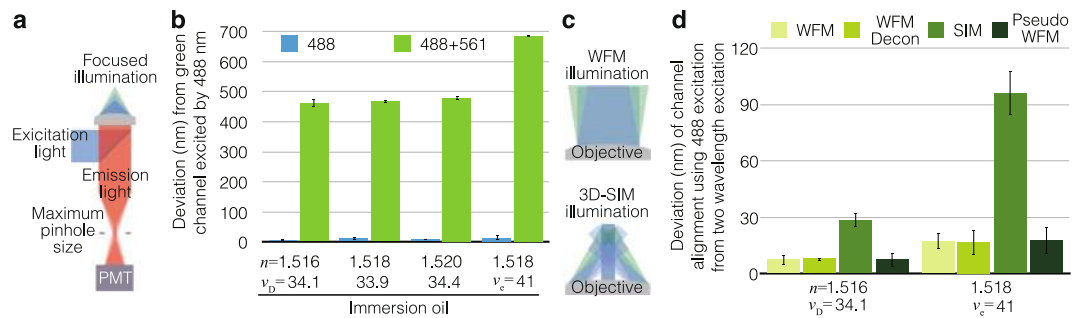 a
Focused
illumination
Exicitation
light
Emission
light
Maximum
pinhole
size
PMT
b
Deviation (nm) from green
channel excited by 488 nm
700
600
500
400
300
200
100
0
488
488+561
n=1.516 1.518 1.520 1.518
vD=34.1 33.9 34.4 ve=41
Immersion oil
c
WFM
illumination
Objective
3D-SIM
illumination
Objective
d
WFM
WFM
Decon
SIM
Pseudo
WFM
Deviation (nm) of channel
alignment using 488 excitation
from two wavelength excitation
120
90
60
30
0
n=1.516 1.518
vD=34.1 ve=41